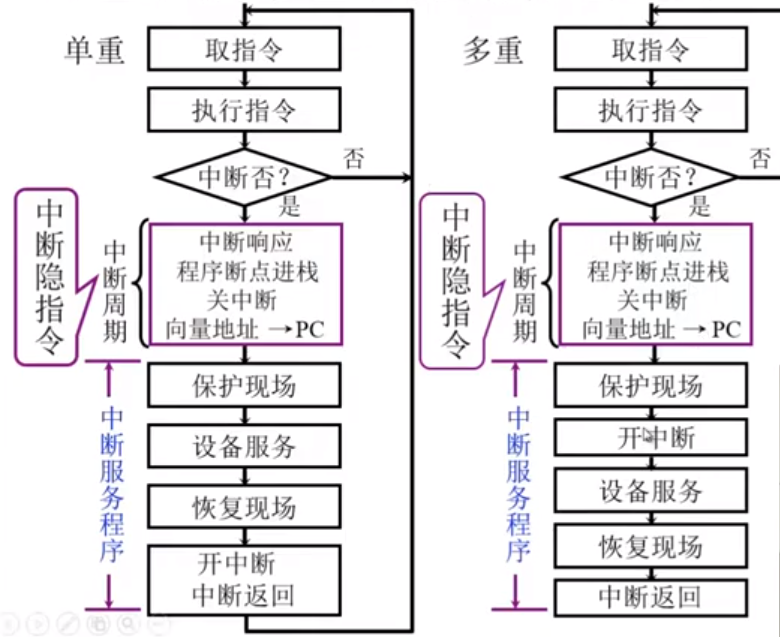 单重
取指令
执行指令
中断否？
否
是
中断隐指令
中断周期
中断响应
程序断点进栈
关中断
向量地址 → PC
中断服务程序
保护现场
设备服务
恢复现场
开中断
中断返回
多重
取指令
执行指令
中断否？
否
是
中断隐指令
中断周期
中断响应
程序断点进栈
关中断
向量地址 → PC
中断服务程序
保护现场
开中断
设备服务
恢复现场
中断返回